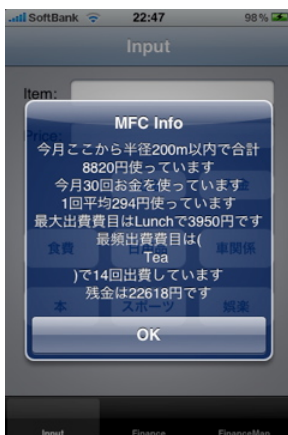 SoftBank 22:47 98%
Input
Item:
MFC Info
今月ここから半径200m以内で合計
8820円使っています
今月30回お金を使っています
1回平均294円使っています
最大出費費目はLunchで3950円です
最頻出費費目は(
Tea
)で14回出費しています
残金は22618円です
Price:
食費
車関係
本
スポーツ
娯楽
OK
Input Finance FinanceMap